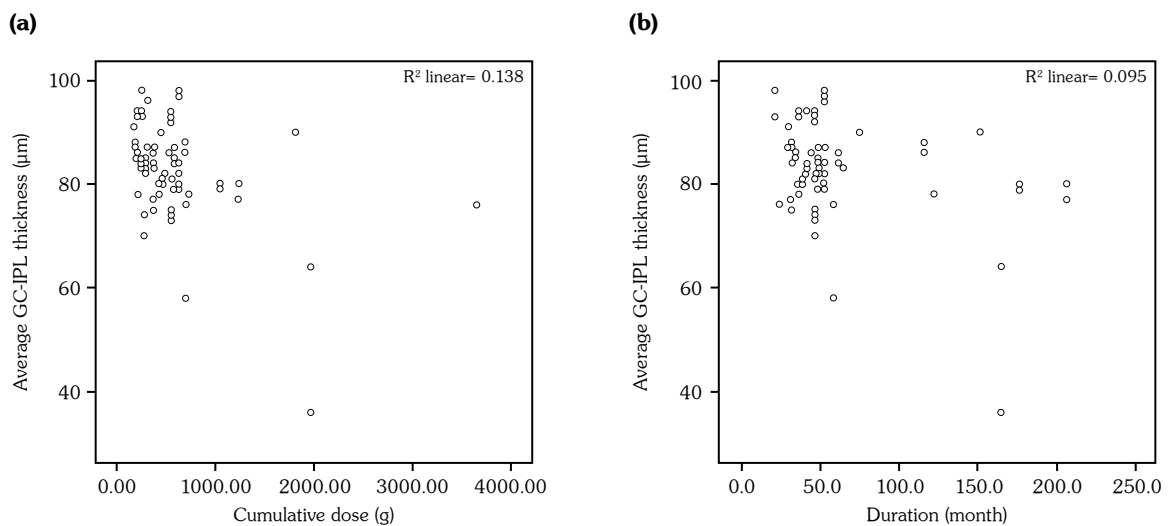 (a)
R² linear= 0.138
Average GC-IPL thickness (µm)
100
80
60
40
0.00 1000.00 2000.00 3000.00 4000.00
Cumulative dose (g)
(b)
R² linear= 0.095
Average GC-IPL thickness (µm)
100
80
60
40
0.0 50.0 100.0 150.0 200.0 250.0
Duration (month)